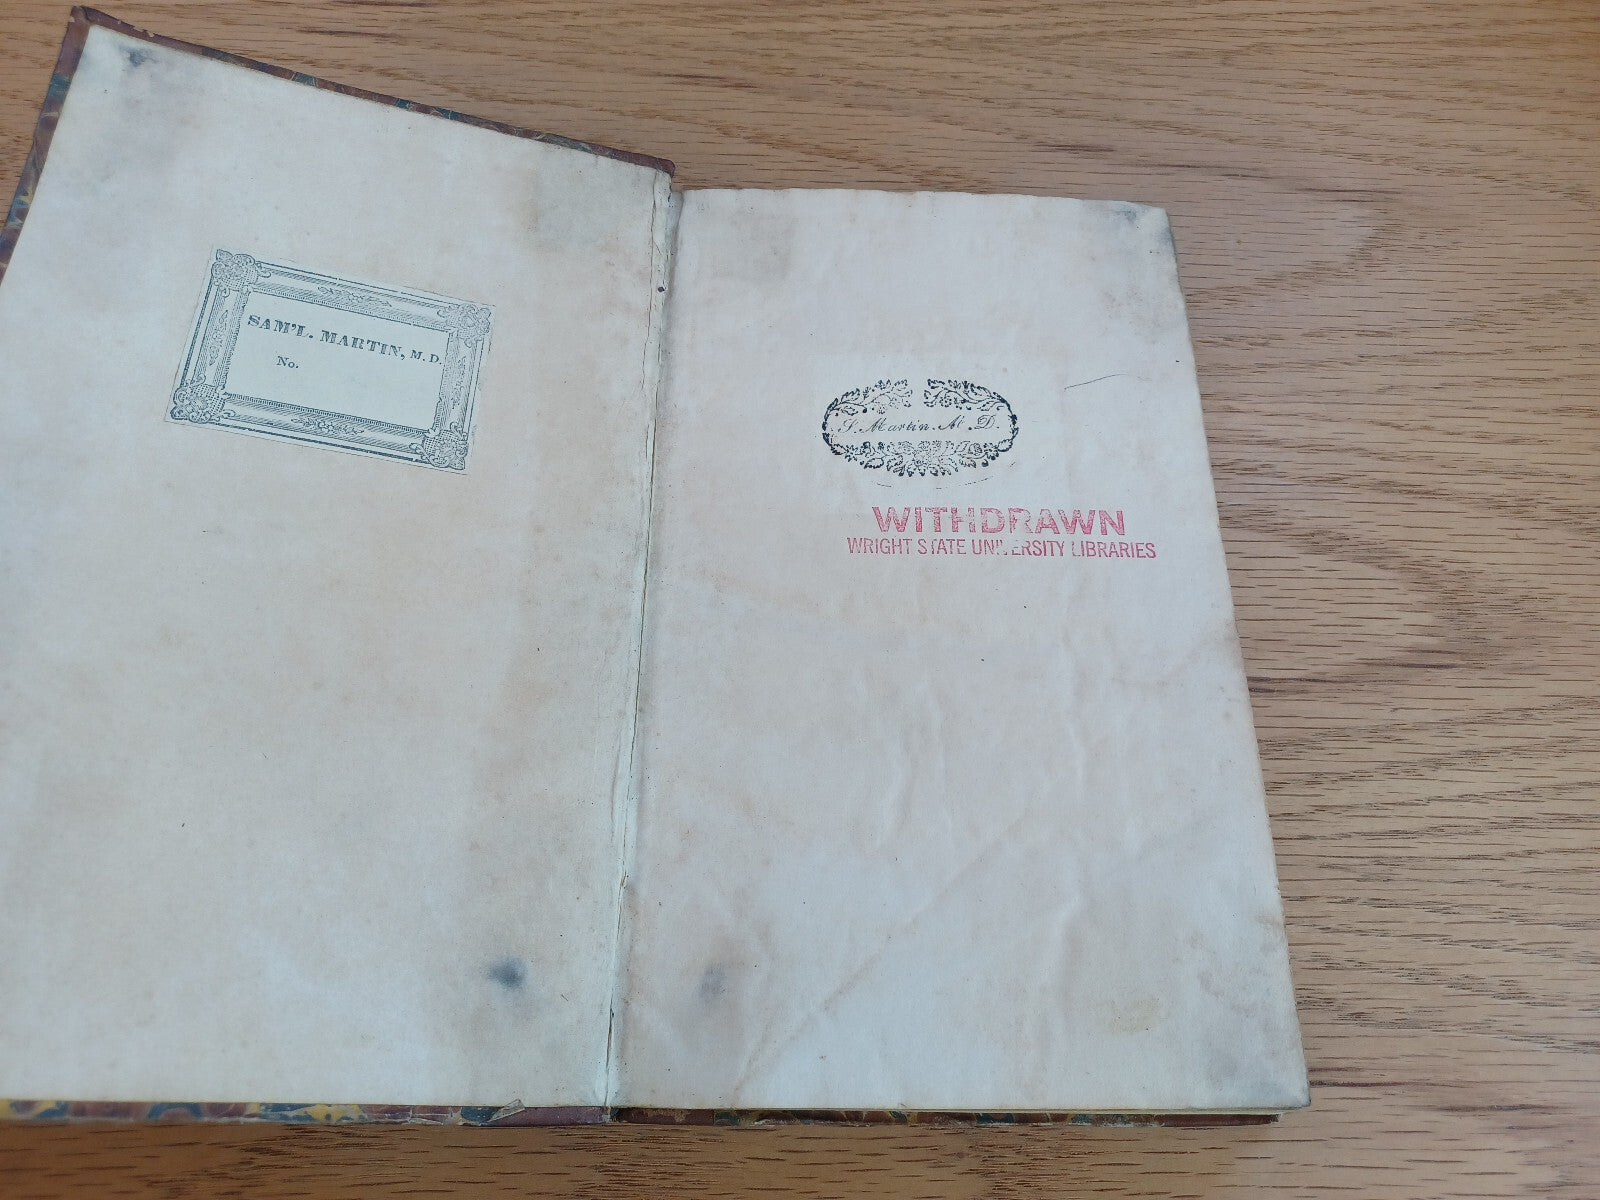 SAM'L. MARTIN, M. D.
No.
S. Martin. M. D.
WITHDRAWN
WRIGHT STATE UNIVERSITY LIBRARIES